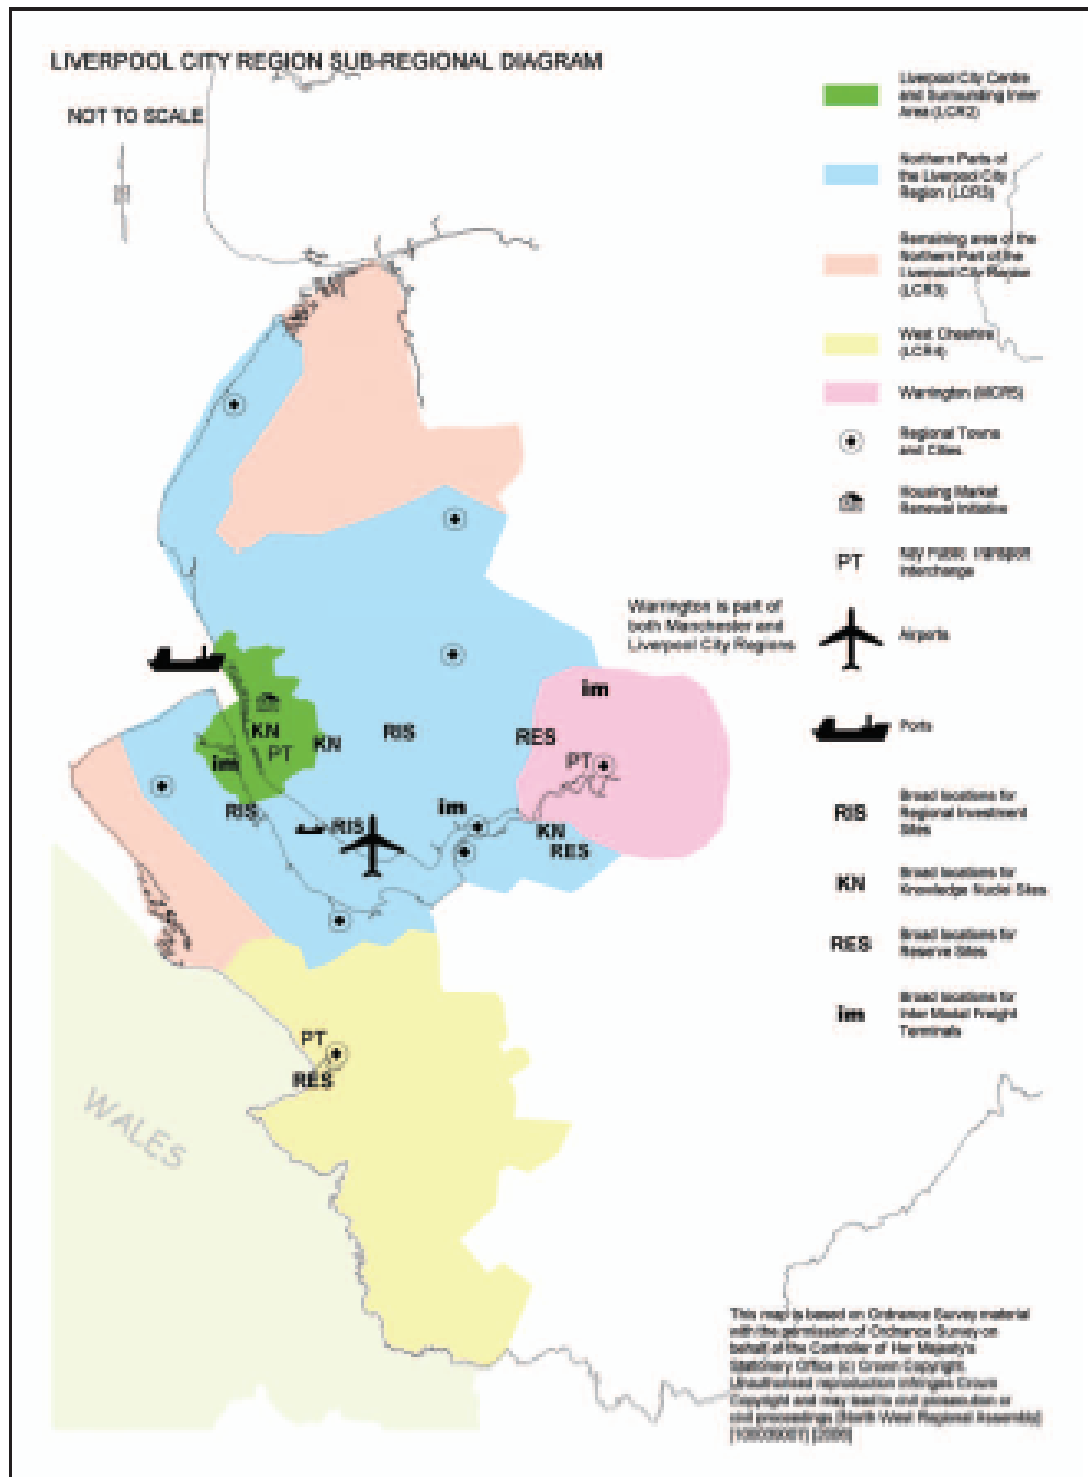 LIVERPOOL CITY REGION SUB-REGIONAL DIAGRAM
NOT TO SCALE
Liverpool City Centre
and Surrounding Inner
Area (LCR2)
Northern Parts of
the Liverpool City
Region (LCR3)
Remaining area of the
Northern Part of the
Liverpool City Region
(LCR3)
West Cheshire
(LCR4)
Warrington (MCR5)
Regional Towns
and Cities
Housing Market
Renewal Initiative
PT
Key Public Transport
Interchange
Warrington is part of
both Manchester and
Liverpool City Regions
Airports
Ports
RIS
Broad locations for
Regional Investment
Sites
KN
Broad locations for
Knowledge Nuclei Sites
RES
Broad locations for
Reserve Sites
im
Broad locations for
Inter Modal Freight
Terminals
im
KN
PT
KN
RIS
RES
PT
im
RIS
RIS
im
KN
RES
PT
RES
WALES
This map is based on Ordnance Survey material
with the permission of Ordnance Survey on
behalf of the Controller of Her Majesty's
Stationery Office (c) Crown Copyright.
Unauthorised reproduction infringes Crown
Copyright and may lead to civil prosecution or
civil proceedings (North West Regional Assembly)